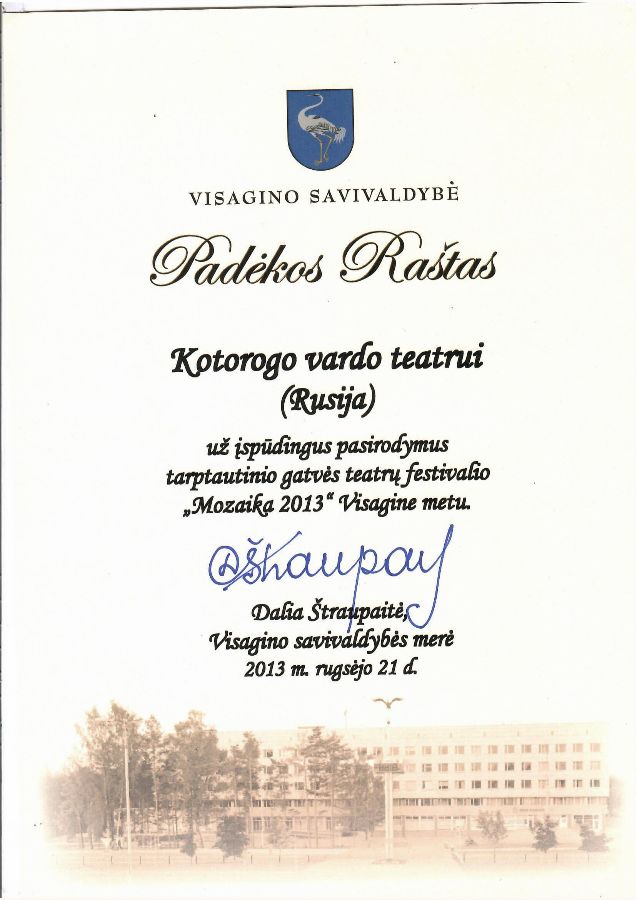 VISAGINO SAVIVALDYBĖ
Padėkos Raštas
Kotorogo vardo teatrui
(Rusija)
už įspūdingus pasirodymus
tarptautinio gatvės teatrų festivalio
„Mozaika 2013“ Visagine metu.
Dalia Štraupaitė,
Visagino savivaldybės merė
2013 m. rugsėjo 21 d.